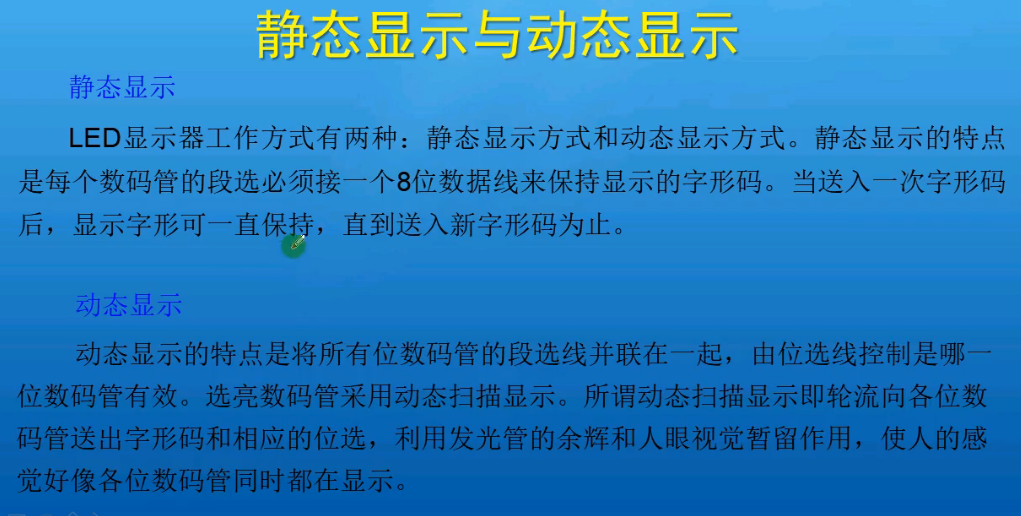 静态显示与动态显示
静态显示
LED显示器工作方式有两种：静态显示方式和动态显示方式。静态显示的特点
是每个数码管的段选必须接一个8位数据线来保持显示的字形码。当送入一次字形码
后，显示字形可一直保持，直到送入新字形码为止。
动态显示
动态显示的特点是将所有位数码管的段选线并联在一起，由位选线控制是哪一
位数码管有效。选亮数码管采用动态扫描显示。所谓动态扫描显示即轮流向各位数
码管送出字形码和相应的位选，利用发光管的余辉和人眼视觉暂留作用，使人的感
觉好像各位数码管同时都在显示。